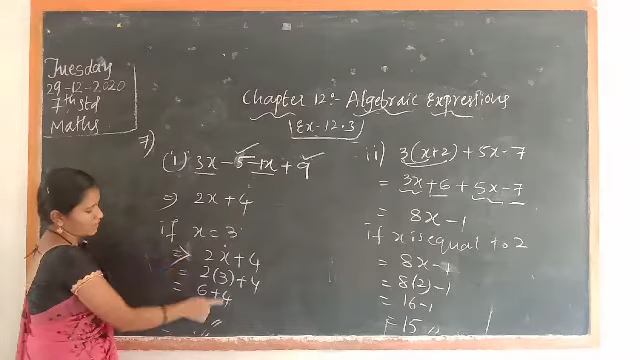 Tuesday
29-12-2020
7th Std
Maths
Chapter 12:- Algebraic Expressions
Ex-12.3
7)
(i) 3x - 5 - 1x + 9
⇒ 2x + 4
if x = 3
⇒ 2x + 4
= 2(3) + 4
= 6 + 4
=
ii) 3(x+2) + 5x - 7
= 3x + 6 + 5x - 7
= 8x - 1
if x is equal to 2
= 8x - 1
= 8(2) - 1
= 16 - 1
= 15 "